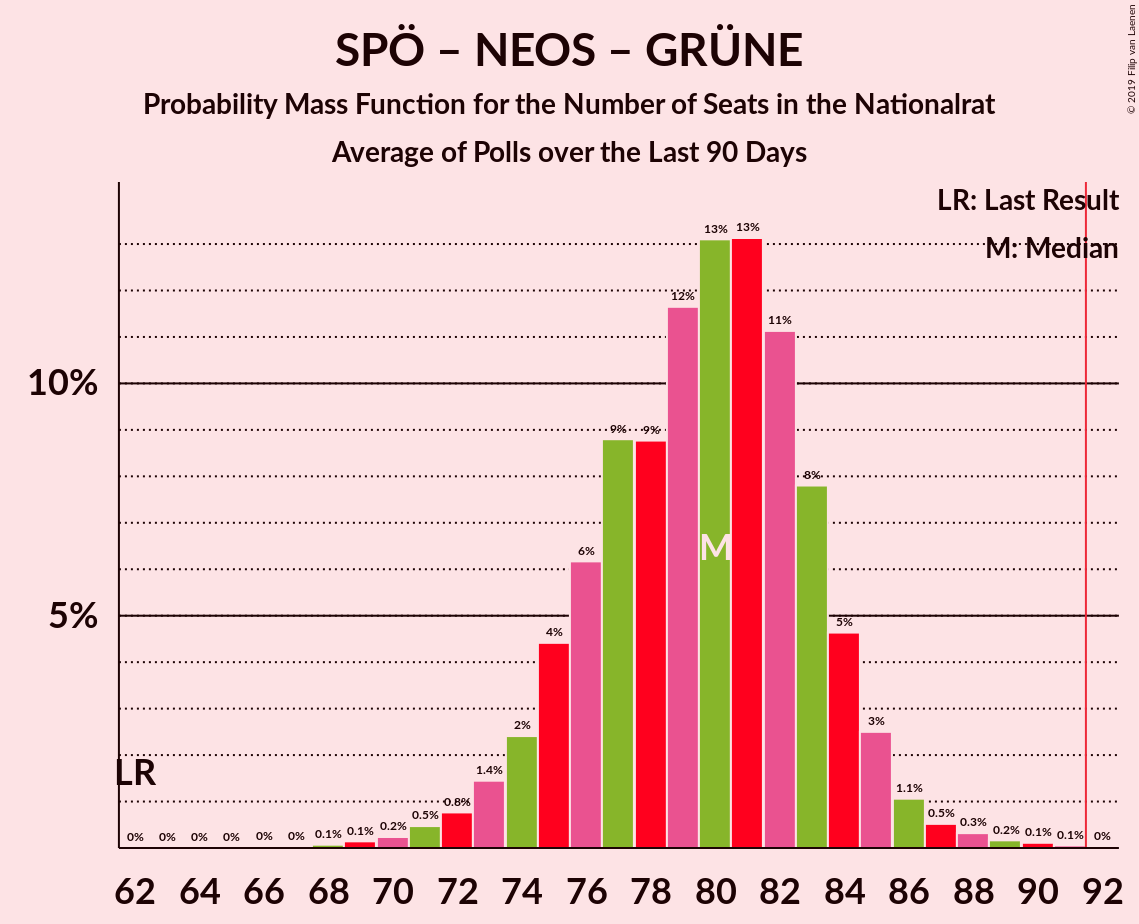 SPÖ – NEOS – GRÜNE
Probability Mass Function for the Number of Seats in the Nationalrat
Average of Polls over the Last 90 Days
© 2019 Filip van Laenen
LR: Last Result
M: Median
13% 13%
12%
11%
10%
9% 9%
8%
M
6%
5%
5%
4%
3%
2%
LR
1.4%
1.1%
0.8%
0.5% 0.5%
0% 0% 0% 0% 0% 0% 0.1% 0.1% 0.2% 0.3% 0.2% 0.1% 0.1% 0%
62 64 66 68 70 72 74 76 78 80 82 84 86 88 90 92